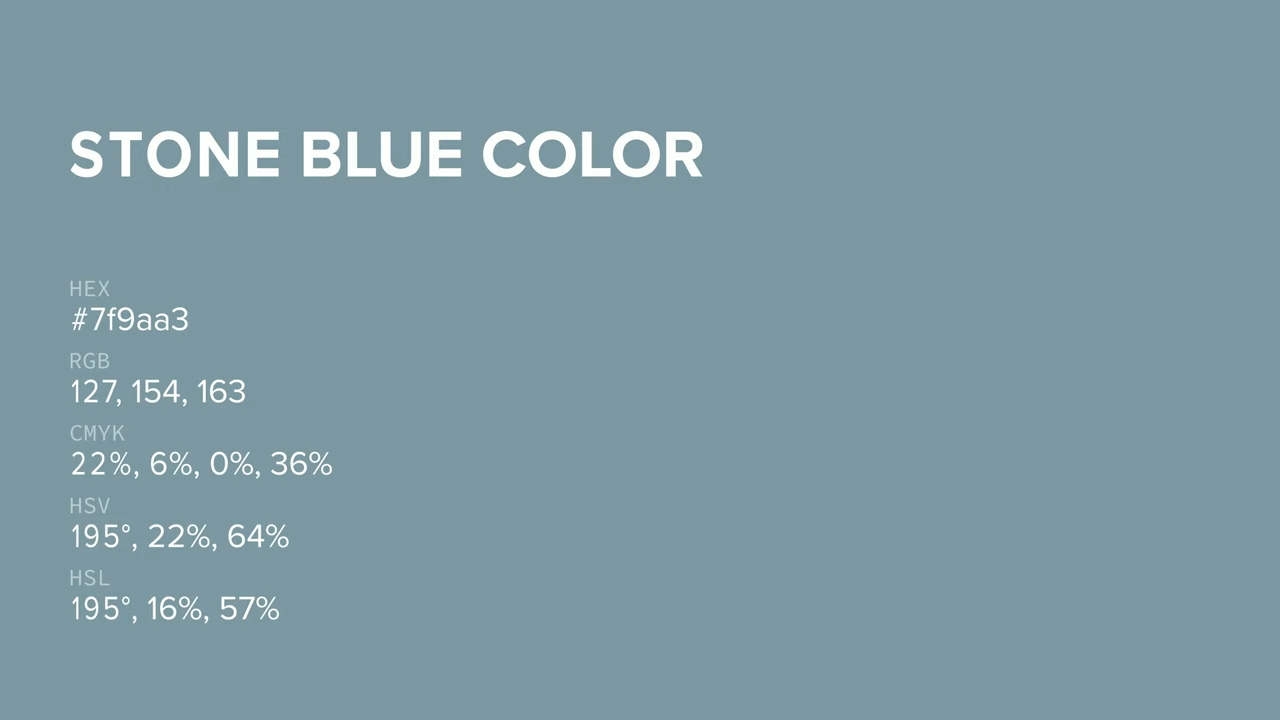 STONE BLUE COLOR
HEX
#7f9aa3
RGB
127, 154, 163
CMYK
22%, 6%, 0%, 36%
HSV
195°, 22%, 64%
HSL
195°, 16%, 57%